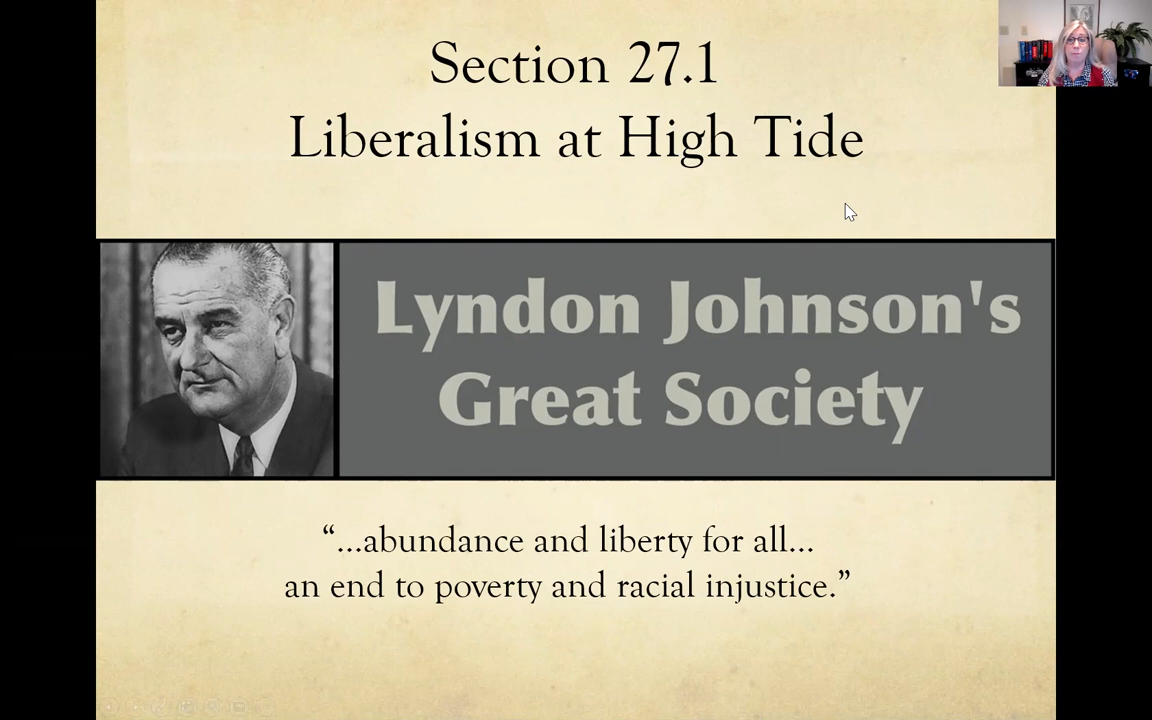 Section 27.1
Liberalism at High Tide
Lyndon Johnson's
Great Society
“...abundance and liberty for all...
an end to poverty and racial injustice.”